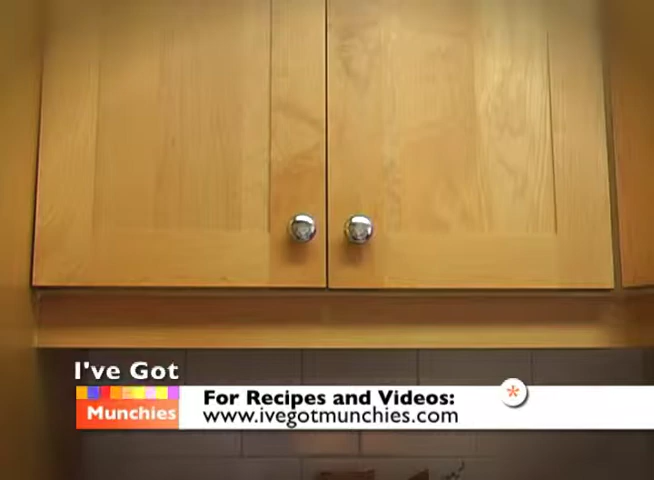 I've Got
Munchies
For Recipes and Videos:
www.ivegotmunchies.com
*